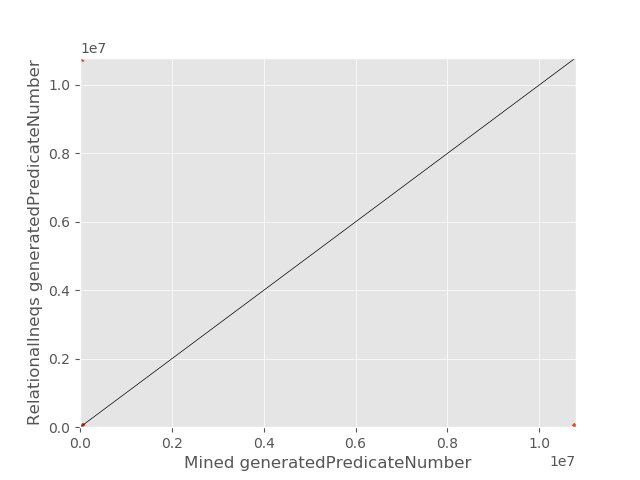 1e7
1.0
0.8
0.6
0.4
0.2
0.0
RelationalIneqs generatedPredicateNumber
0.0 0.2 0.4 0.6 0.8 1.0
1e7
Mined generatedPredicateNumber